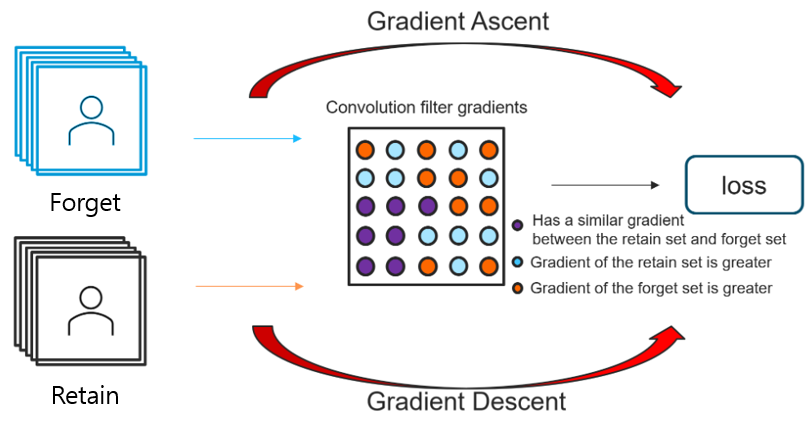 Gradient Ascent
Convolution filter gradients
Forget
loss
Has a similar gradient
between the retain set and forget set
Gradient of the retain set is greater
Gradient of the forget set is greater
Retain
Gradient Descent